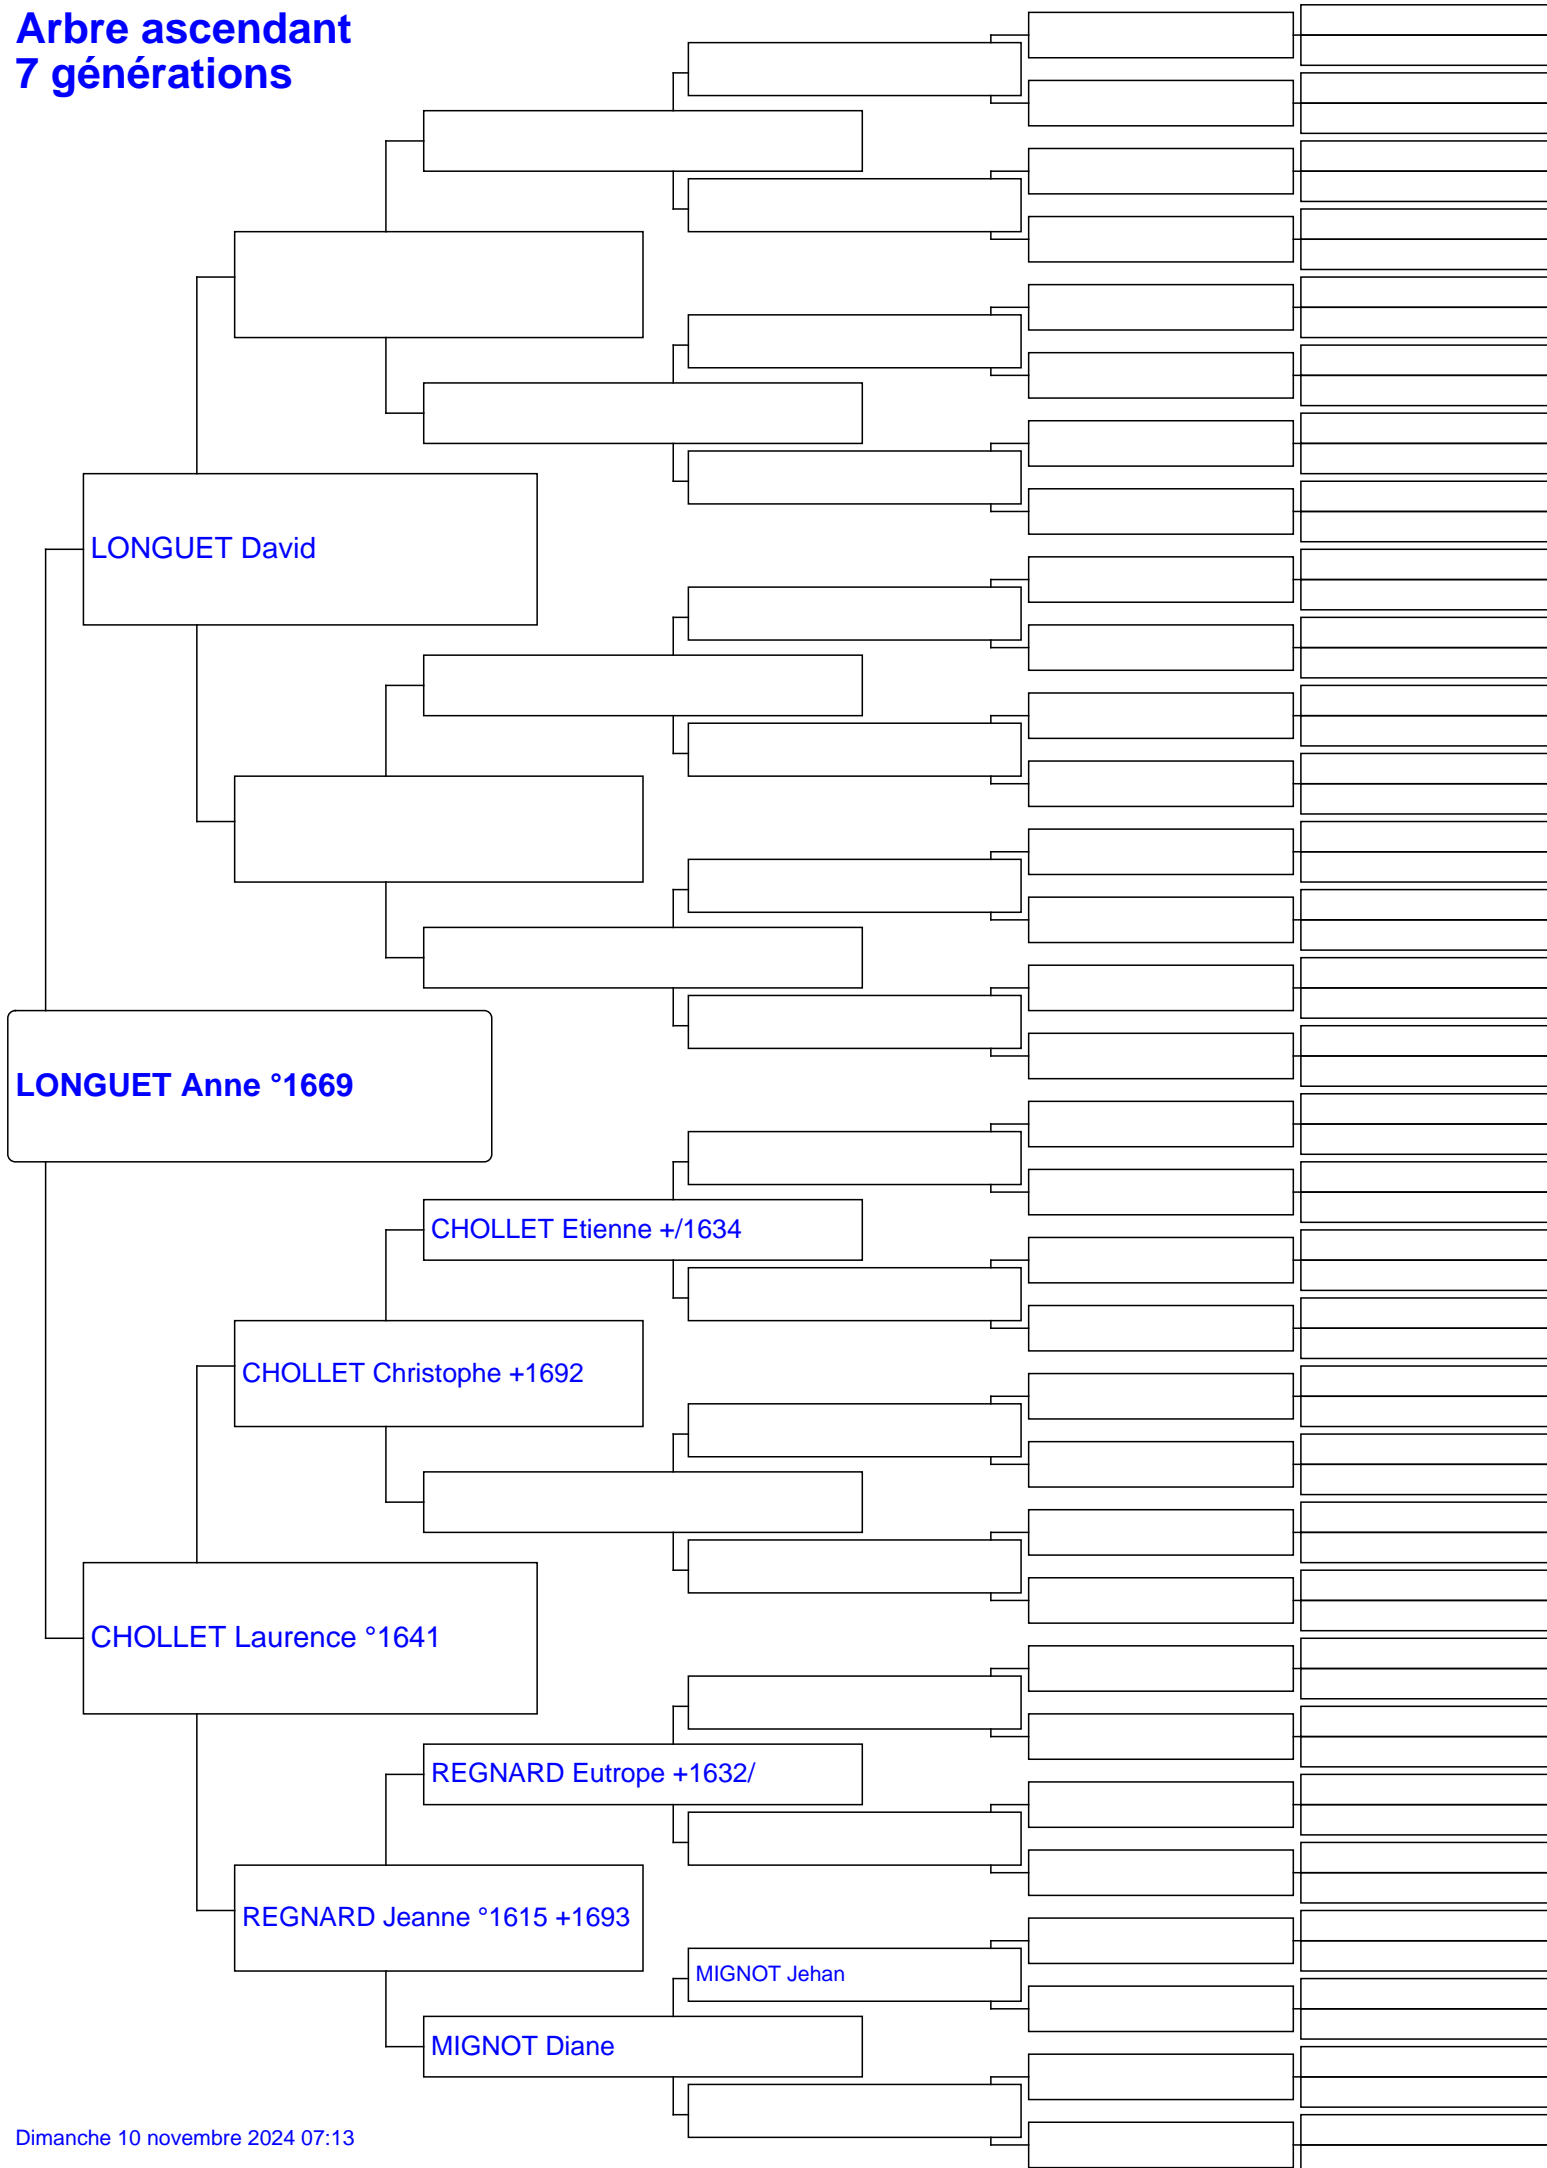 Arbre ascendant
7 générations
LONGUET David
LONGUET Anne °1669
CHOLLET Etienne +/1634
CHOLLET Christophe +1692
CHOLLET Laurence °1641
REGNARD Eutrope +1632/
REGNARD Jeanne °1615 +1693
MIGNOT Jehan
MIGNOT Diane
Dimanche 10 novembre 2024 07:13